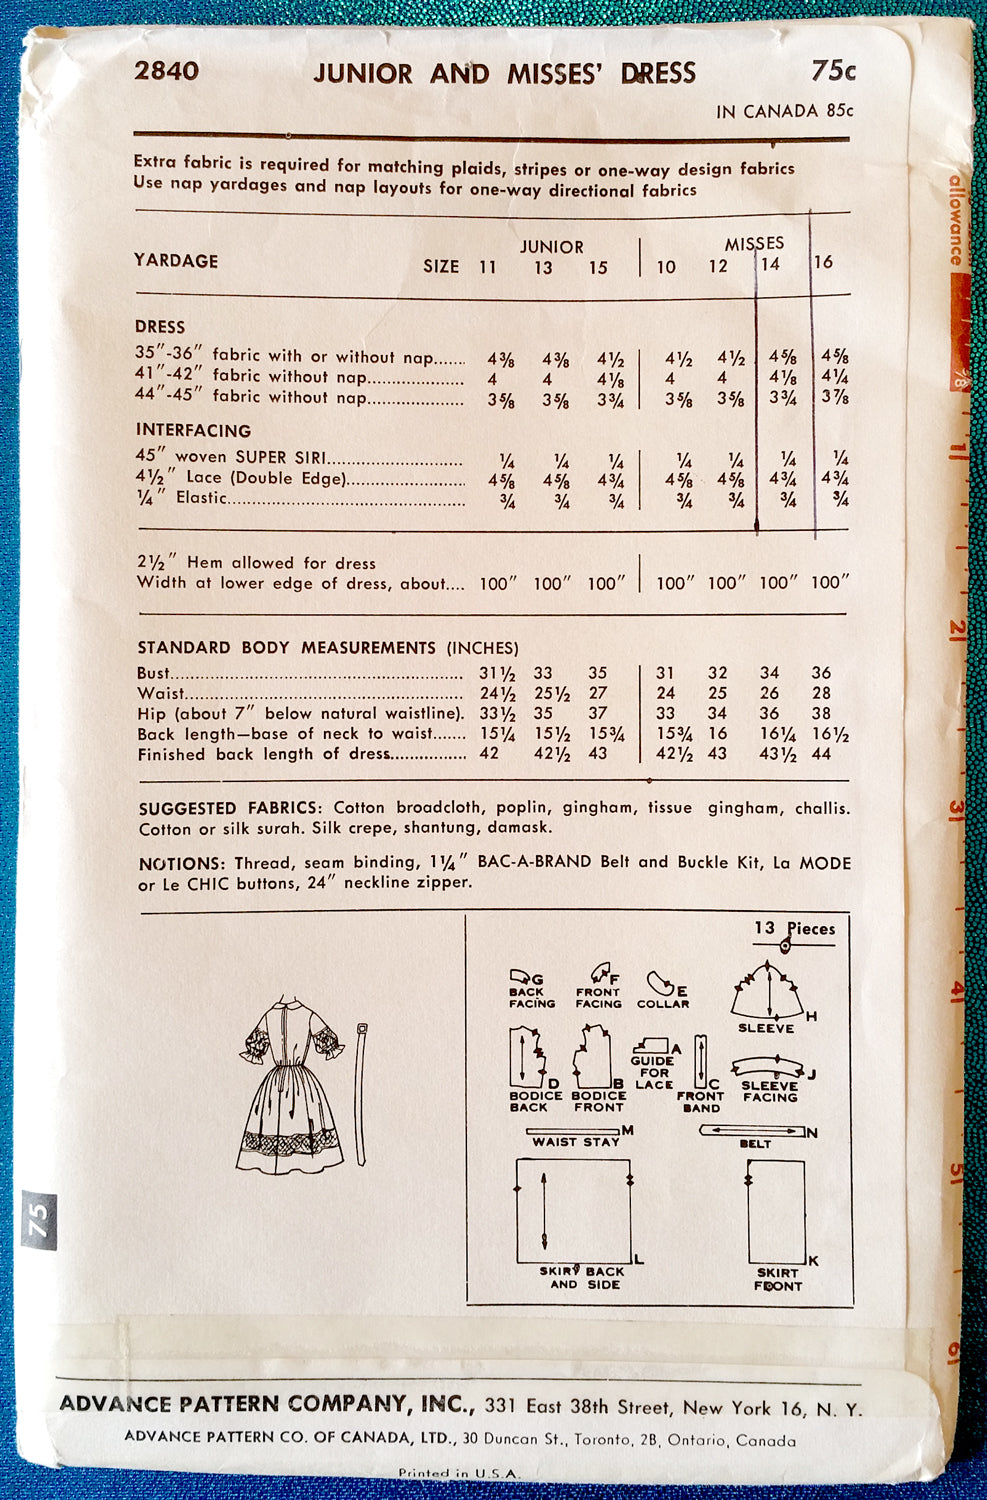 2840 JUNIOR AND MISSES' DRESS 75c
IN CANADA 85c
Extra fabric is required for matching plaids, stripes or one-way design fabrics
Use nap yardages and nap layouts for one-way directional fabrics
JUNIOR MISSES
YARDAGE SIZE 11 13 15 10 12 14 16
DRESS
35"-36" fabric with or without nap...... 4⅜ 4⅜ 4½ 4½ 4½ 4⅝ 4⅝
41"-42" fabric without nap.................... 4 4 4⅛ 4 4 4⅛ 4¼
44"-45" fabric without nap.................... 3⅝ 3⅝ 3¾ 3⅝ 3⅝ 3¾ 3⅞
INTERFACING
45" woven SUPER SIRI............................ ¼ ¼ ¼ ¼ ¼ ¼ ¼
4½" Lace (Double Edge)......................... 4⅝ 4⅝ 4¾ 4⅝ 4⅝ 4¾ 4¾
¼" Elastic.................................................. ¾ ¾ ¾ ¾ ¾ ¾ ¾
2½" Hem allowed for dress
Width at lower edge of dress, about.... 100" 100" 100" 100" 100" 100" 100"
STANDARD BODY MEASUREMENTS (INCHES)
Bust............................................................. 31½ 33 35 31 32 34 36
Waist.......................................................... 24½ 25½ 27 24 25 26 28
Hip (about 7" below natural waistline). 33½ 35 37 33 34 36 38
Back length—base of neck to waist....... 15¼ 15½ 15¾ 15¾ 16 16¼ 16½
Finished back length of dress................ 42 42½ 43 42½ 43 43½ 44
SUGGESTED FABRICS: Cotton broadcloth, poplin, gingham, tissue gingham, challis.
Cotton or silk surah. Silk crepe, shantung, damask.
NOTIONS: Thread, seam binding, 1¼" BAC-A-BRAND Belt and Buckle Kit, La MODE
or Le CHIC buttons, 24" neckline zipper.
13 Pieces
G
BACK
FACING
F
FRONT
FACING
E
COLLAR
H
SLEEVE
D
BODICE
BACK
B
BODICE
FRONT
A
GUIDE
FOR
LACE
C
FRONT
BAND
J
SLEEVE
FACING
M
WAIST STAY
N
BELT
L
SKIRT BACK
AND SIDE
K
SKIRT
FRONT
75
ADVANCE PATTERN COMPANY, INC., 331 East 38th Street, New York 16, N. Y.
ADVANCE PATTERN CO. OF CANADA, LTD., 30 Duncan St., Toronto, 2B, Ontario, Canada
Printed in U.S.A.
allowance
⅝
1
2
3
4
5
6